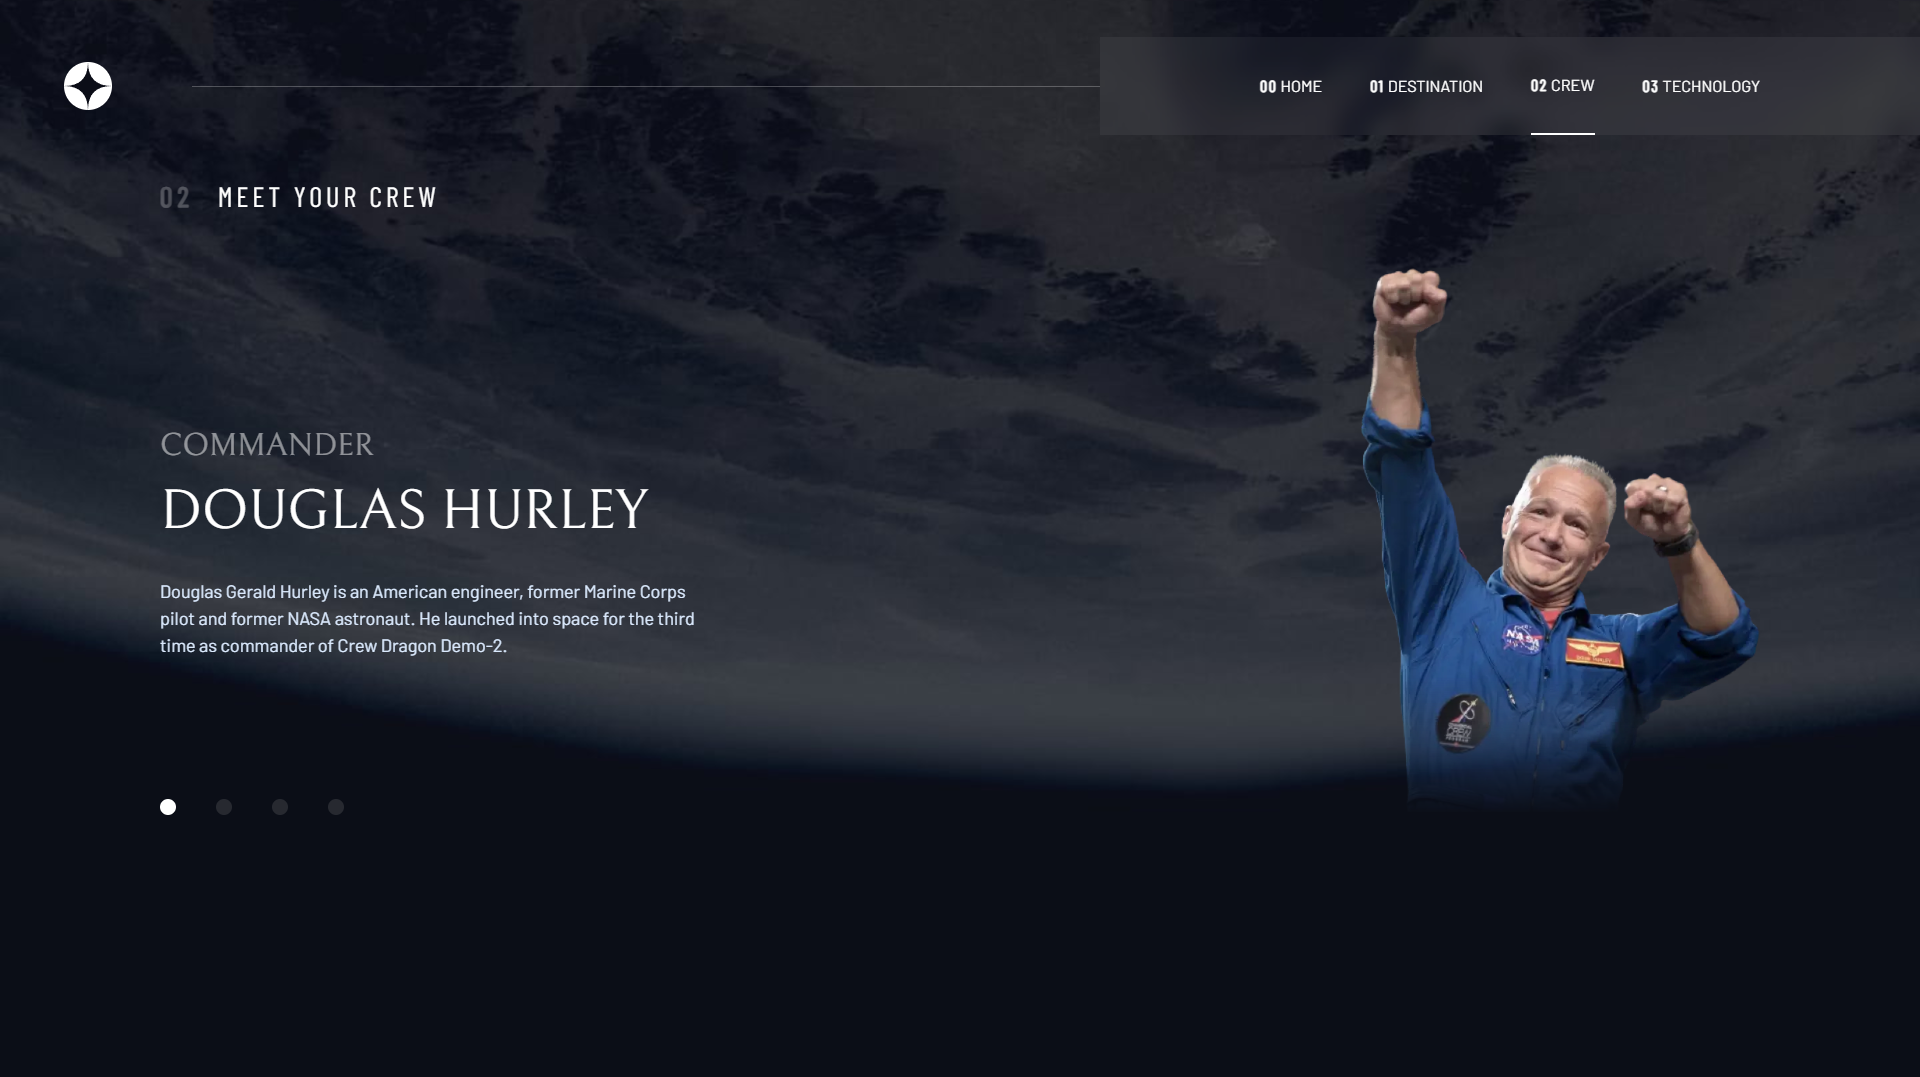 00 HOME
01 DESTINATION
02 CREW
03 TECHNOLOGY
02 MEET YOUR CREW
COMMANDER
DOUGLAS HURLEY
Douglas Gerald Hurley is an American engineer, former Marine Corps
pilot and former NASA astronaut. He launched into space for the third
time as commander of Crew Dragon Demo-2.
NASA
CREW